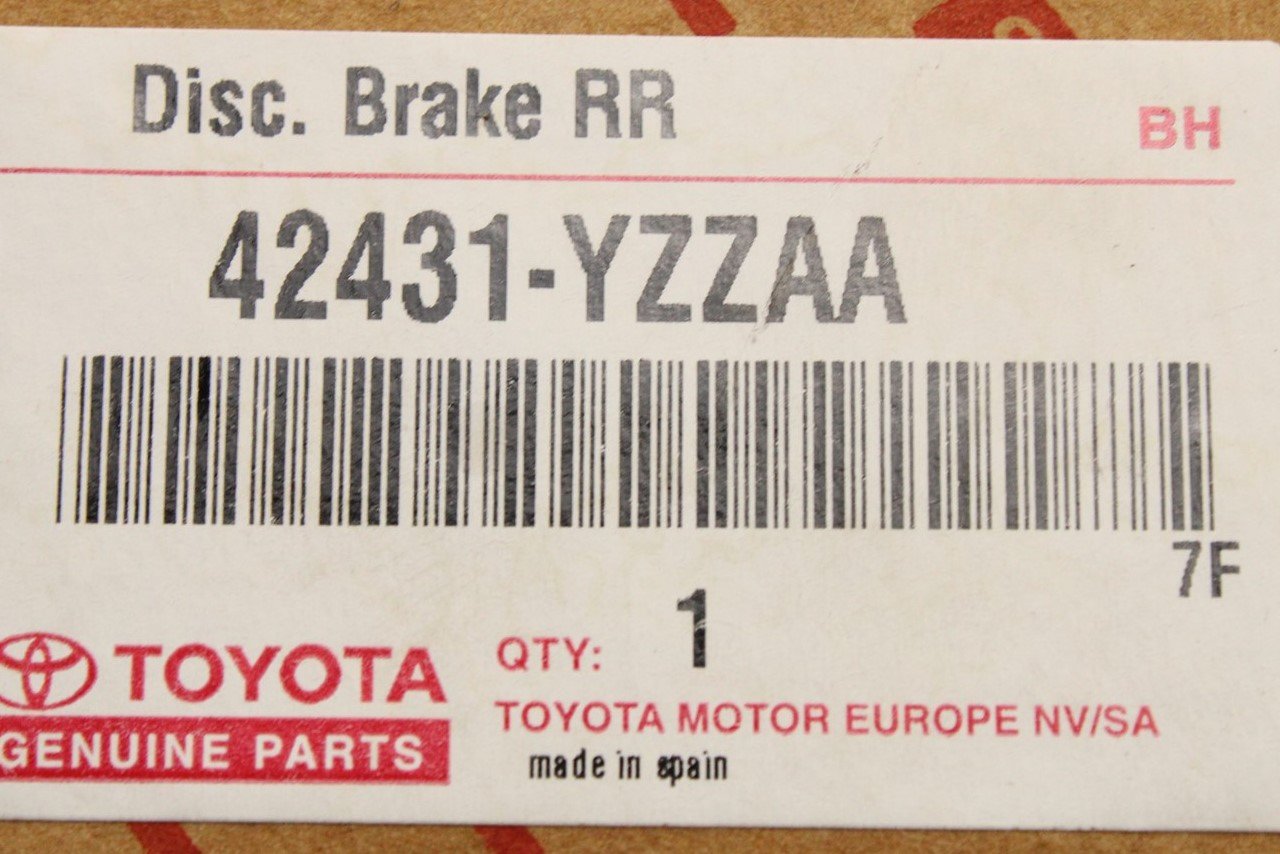 Disc. Brake RR
BH
42431-YZZAA
7F
QTY: 1
TOYOTA
GENUINE PARTS
TOYOTA MOTOR EUROPE NV/SA
made in spain